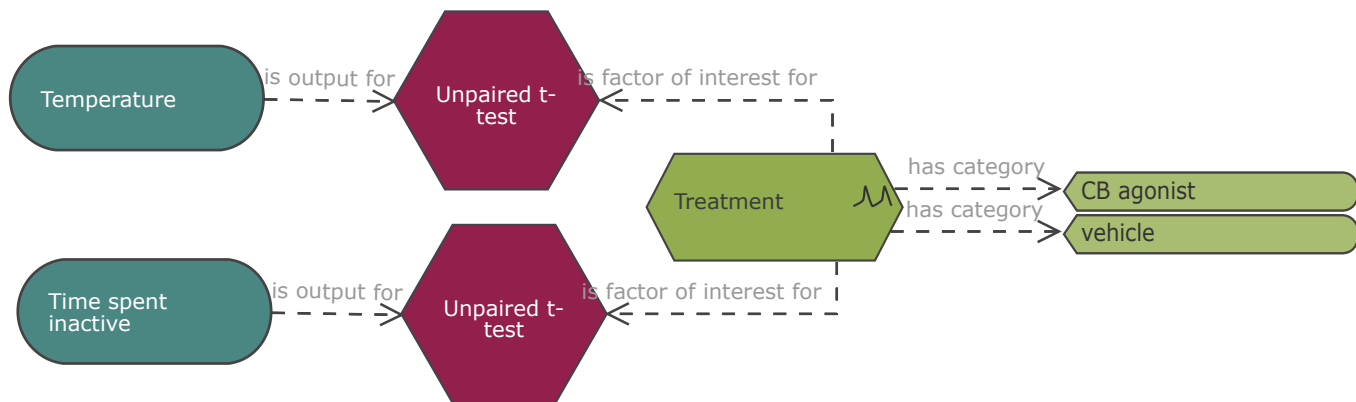 is output for
is factor of interest for
Temperature
Unpaired t-
test
has category
Treatment
CB agonist
has category
vehicle
is output for
is factor of interest for
Time spent
inactive
Unpaired t-
test